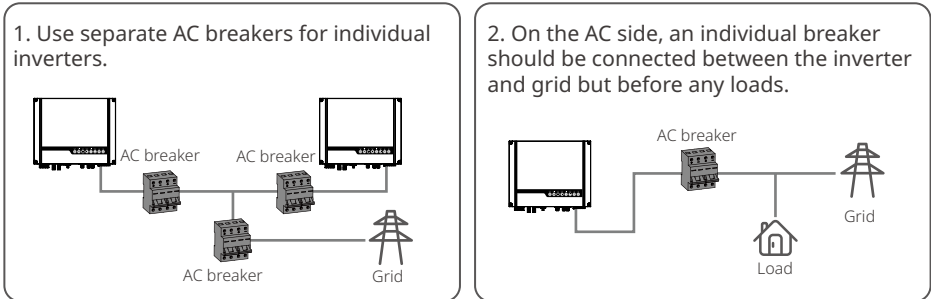 1. Use separate AC breakers for individual
inverters.
AC breaker
AC breaker
AC breaker
Grid
2. On the AC side, an individual breaker
should be connected between the inverter
and grid but before any loads.
AC breaker
Grid
Load